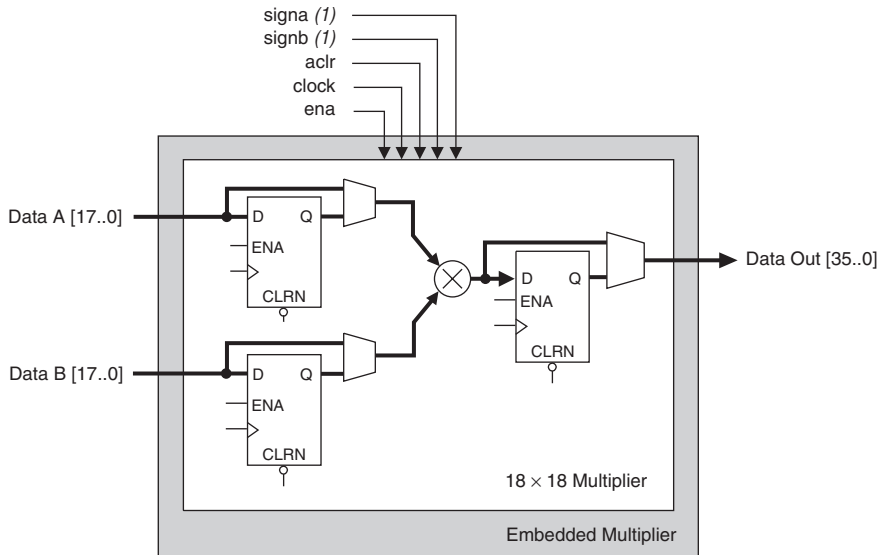 signa (1)
signb (1)
aclr
clock
ena
Data A [17..0]
D Q
ENA
CLRN
Data B [17..0]
D Q
ENA
CLRN
D Q
ENA
CLRN
Data Out [35..0]
18 × 18 Multiplier
Embedded Multiplier